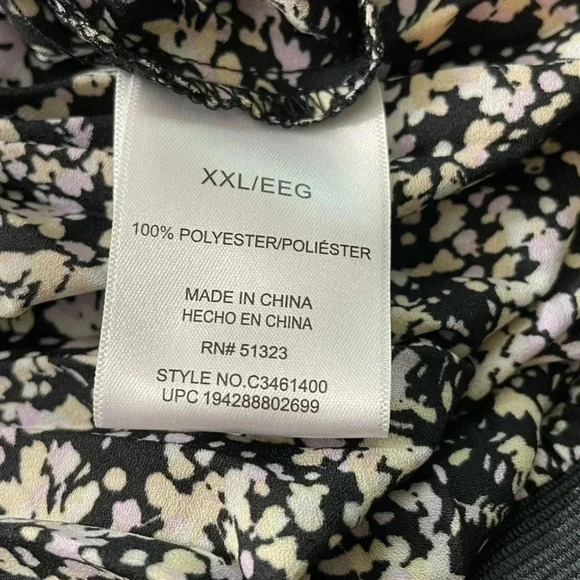 XXL/EEG
100% POLYESTER/POLIÉSTER
MADE IN CHINA
HECHO EN CHINA
RN# 51323
STYLE NO.C3461400
UPC 194288802699